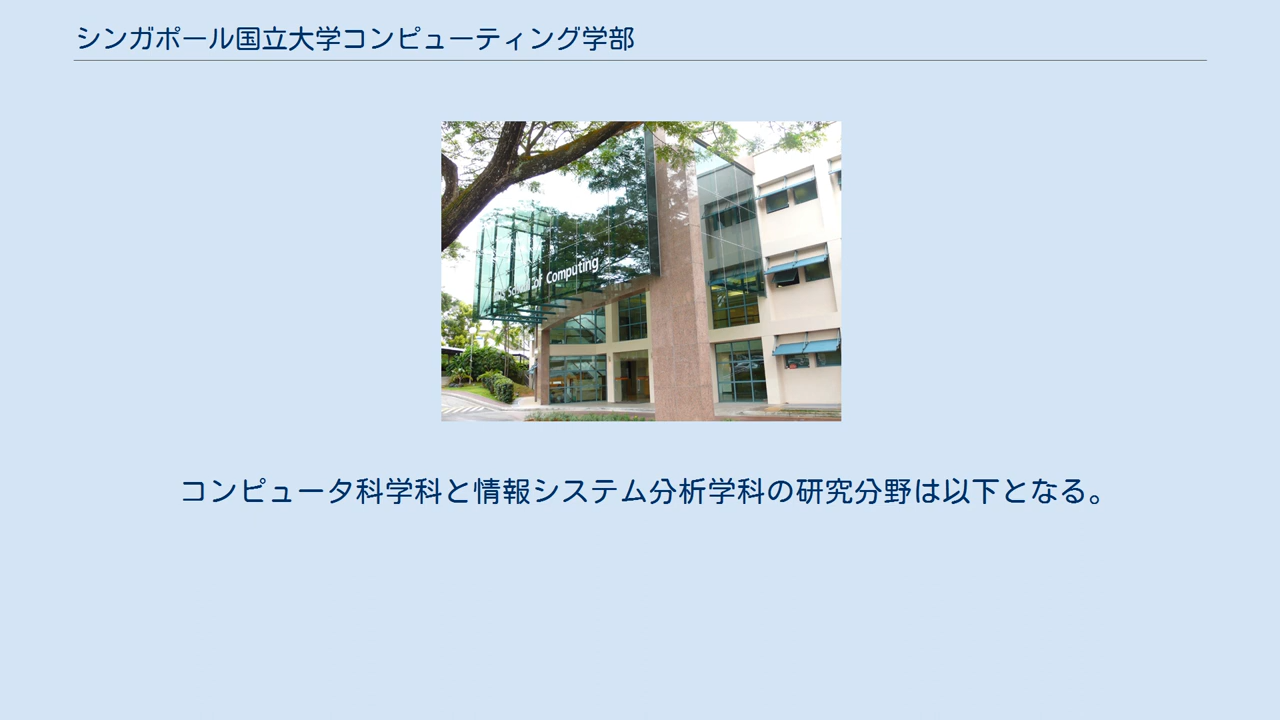 シンガポール国立大学コンピューティング学部
School of Computing
コンピュータ科学科と情報システム分析学科の研究分野は以下となる。